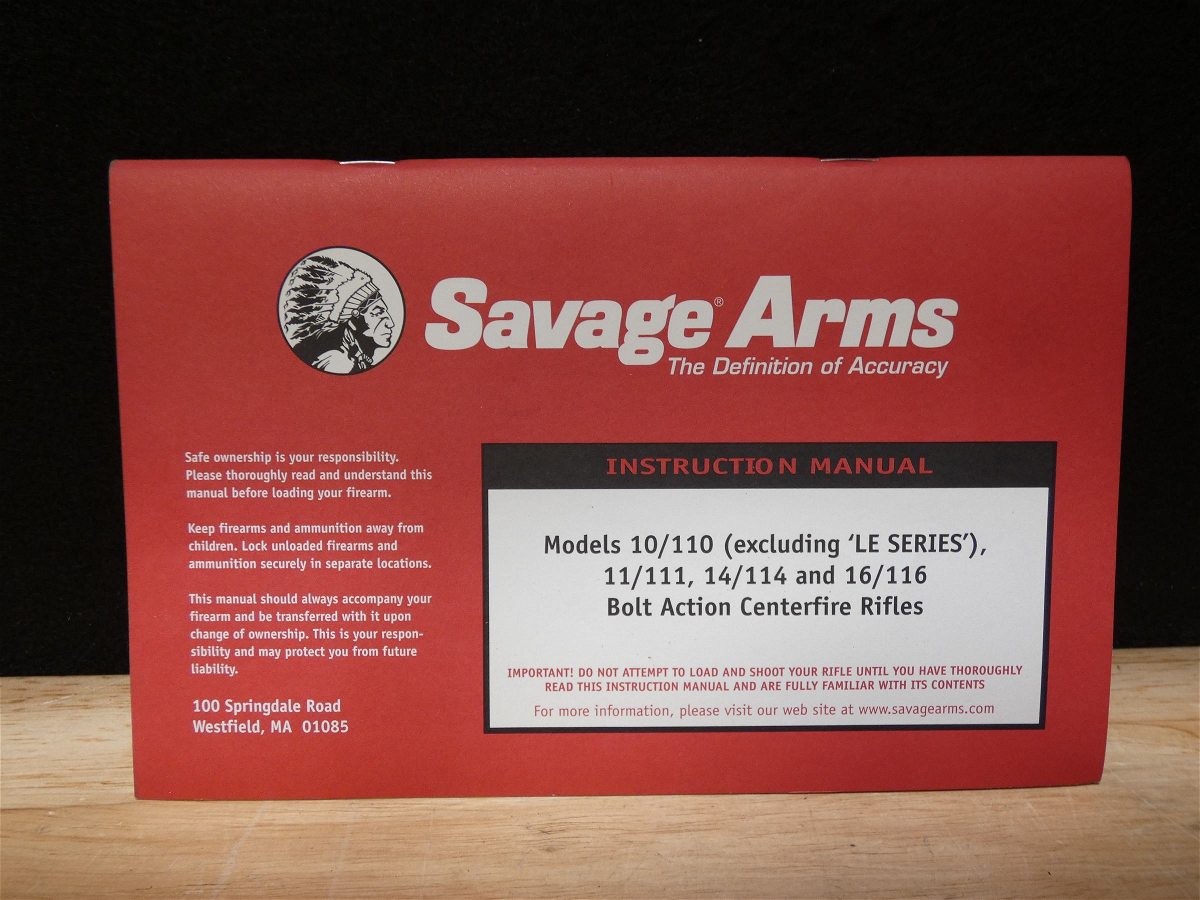 Savage® Arms
The Definition of Accuracy
Safe ownership is your responsibility.
Please thoroughly read and understand this
manual before loading your firearm.
Keep firearms and ammunition away from
children. Lock unloaded firearms and
ammunition securely in separate locations.
This manual should always accompany your
firearm and be transferred with it upon
change of ownership. This is your respon-
sibility and may protect you from future
liability.
100 Springdale Road
Westfield, MA 01085
INSTRUCTION MANUAL
Models 10/110 (excluding ‘LE SERIES’),
11/111, 14/114 and 16/116
Bolt Action Centerfire Rifles
IMPORTANT! DO NOT ATTEMPT TO LOAD AND SHOOT YOUR RIFLE UNTIL YOU HAVE THOROUGHLY
READ THIS INSTRUCTION MANUAL AND ARE FULLY FAMILIAR WITH ITS CONTENTS
For more information, please visit our web site at www.savagearms.com